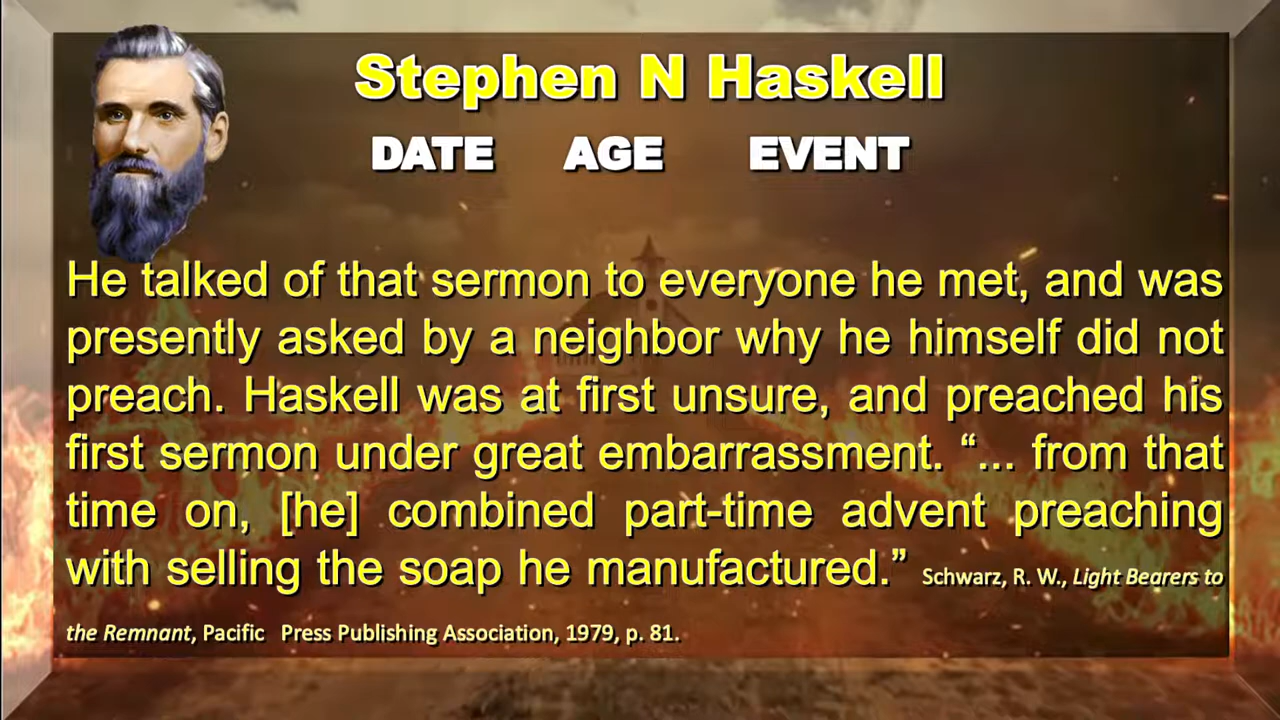 Stephen N Haskell
DATE AGE EVENT
He talked of that sermon to everyone he met, and was
presently asked by a neighbor why he himself did not
preach. Haskell was at first unsure, and preached his
first sermon under great embarrassment. “... from that
time on, [he] combined part-time advent preaching
with selling the soap he manufactured.” Schwarz, R. W., Light Bearers to
the Remnant, Pacific Press Publishing Association, 1979, p. 81.